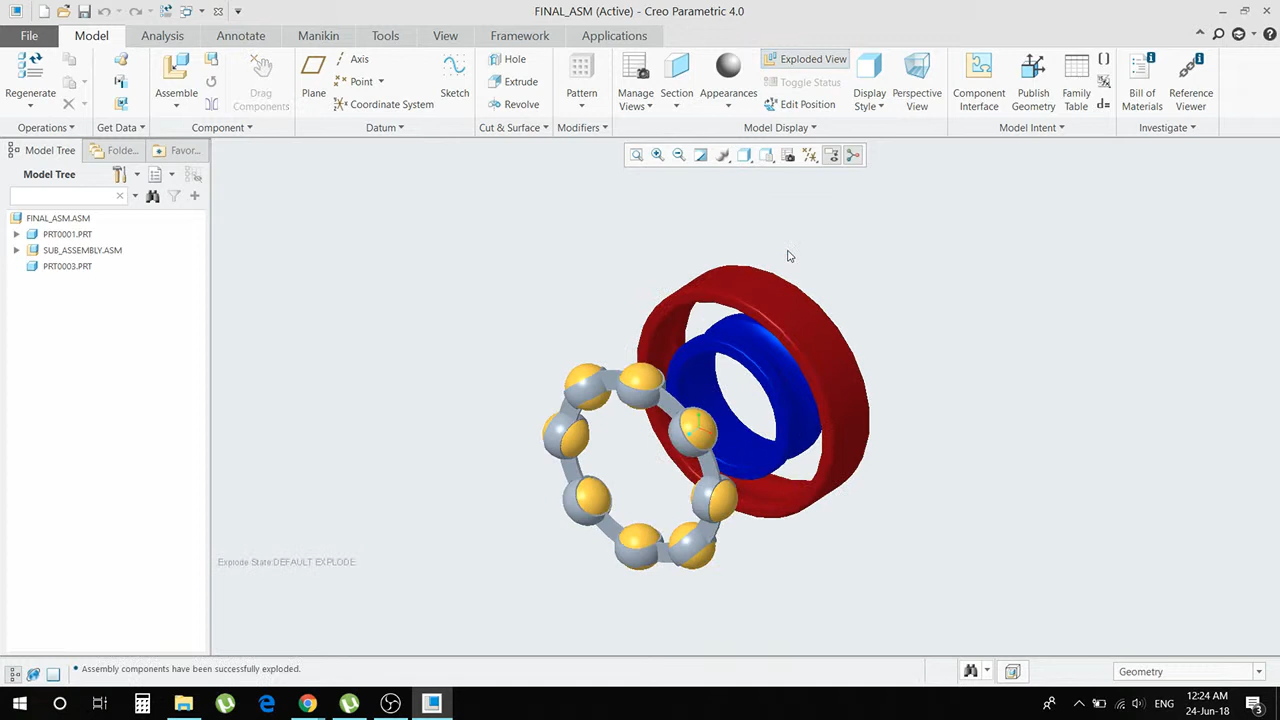 FINAL_ASM (Active) - Creo Parametric 4.0
File Model Analysis Annotate Manikin Tools View Framework Applications
Regenerate
Operations
Get Data
Assemble
Drag Components
Component
Plane
Axis
Point
Coordinate System
Sketch
Datum
Hole
Extrude
Revolve
Cut & Surface
Pattern
Modifiers
Manage Views
Section
Appearances
Exploded View
Toggle Status
Edit Position
Display Style
Perspective View
Model Display
Component Interface
Publish Geometry
Family Table
Model Intent
Bill of Materials
Reference Viewer
Investigate
Model Tree Folde... Favor...
Model Tree
FINAL_ASM.ASM
PRT0001.PRT
SUB_ASSEMBLY.ASM
PRT0003.PRT
Explode State:DEFAULT EXPLODE
• Assembly components have been successfully exploded.
Geometry
ENG
12:24 AM
24-Jun-18
3